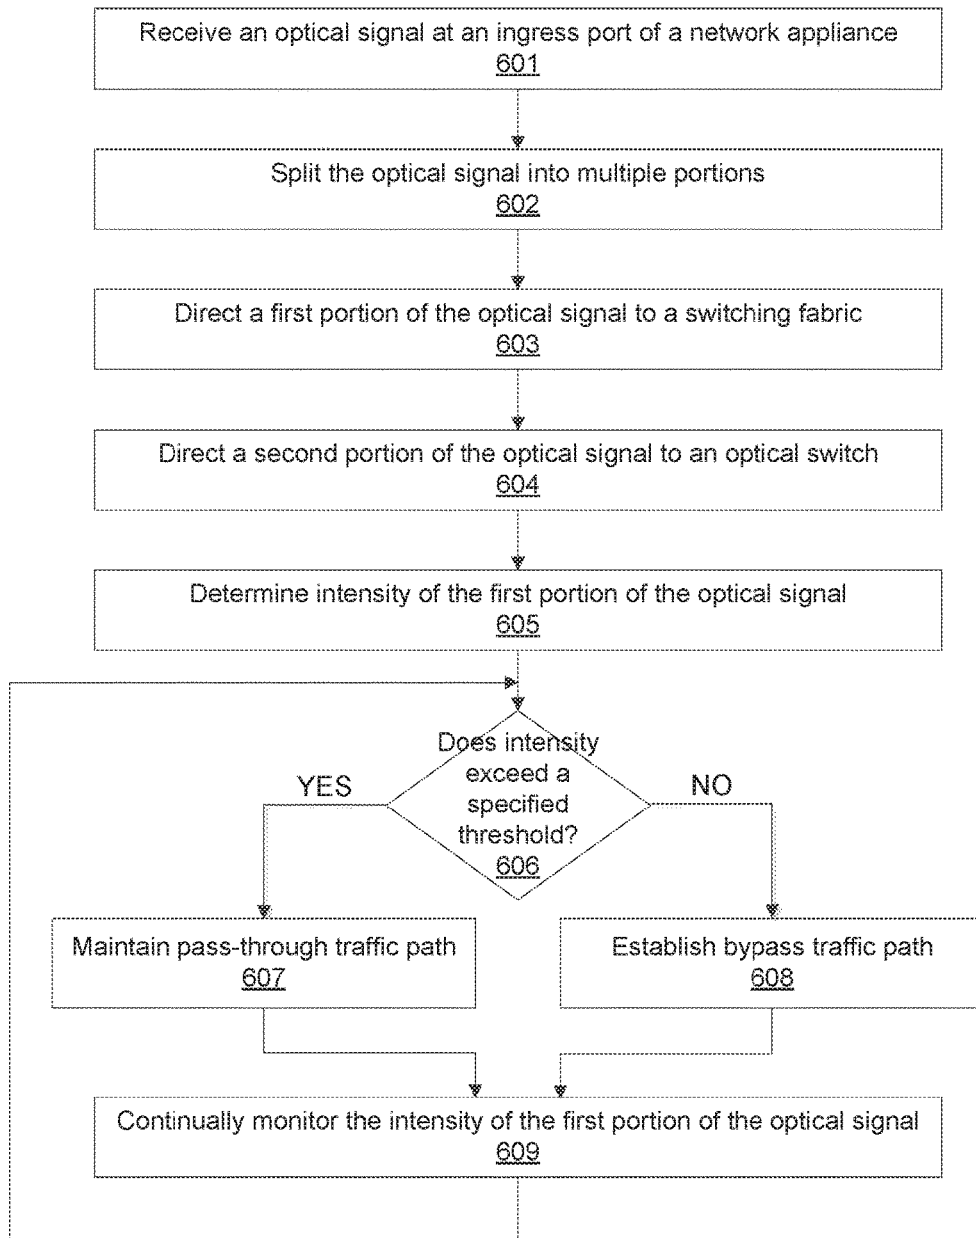 Receive an optical signal at an ingress port of a network appliance
601
Split the optical signal into multiple portions
602
Direct a first portion of the optical signal to a switching fabric
603
Direct a second portion of the optical signal to an optical switch
604
Determine intensity of the first portion of the optical signal
605
Does intensity
exceed a
specified
threshold?
606
YES
NO
Maintain pass-through traffic path
607
Establish bypass traffic path
608
Continually monitor the intensity of the first portion of the optical signal
609